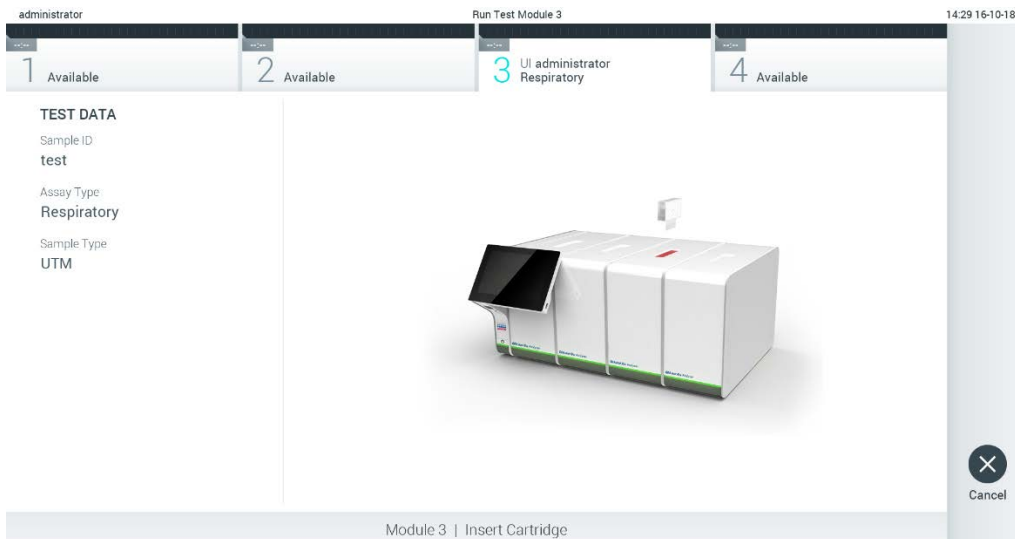 administrator
Run Test Module 3
14:29 16-10-18
--:--
1 Available
--:--
2 Available
--:--
3 UI administrator
Respiratory
--:--
4 Available
TEST DATA
Sample ID
test
Assay Type
Respiratory
Sample Type
UTM
Cancel
Module 3 | Insert Cartridge